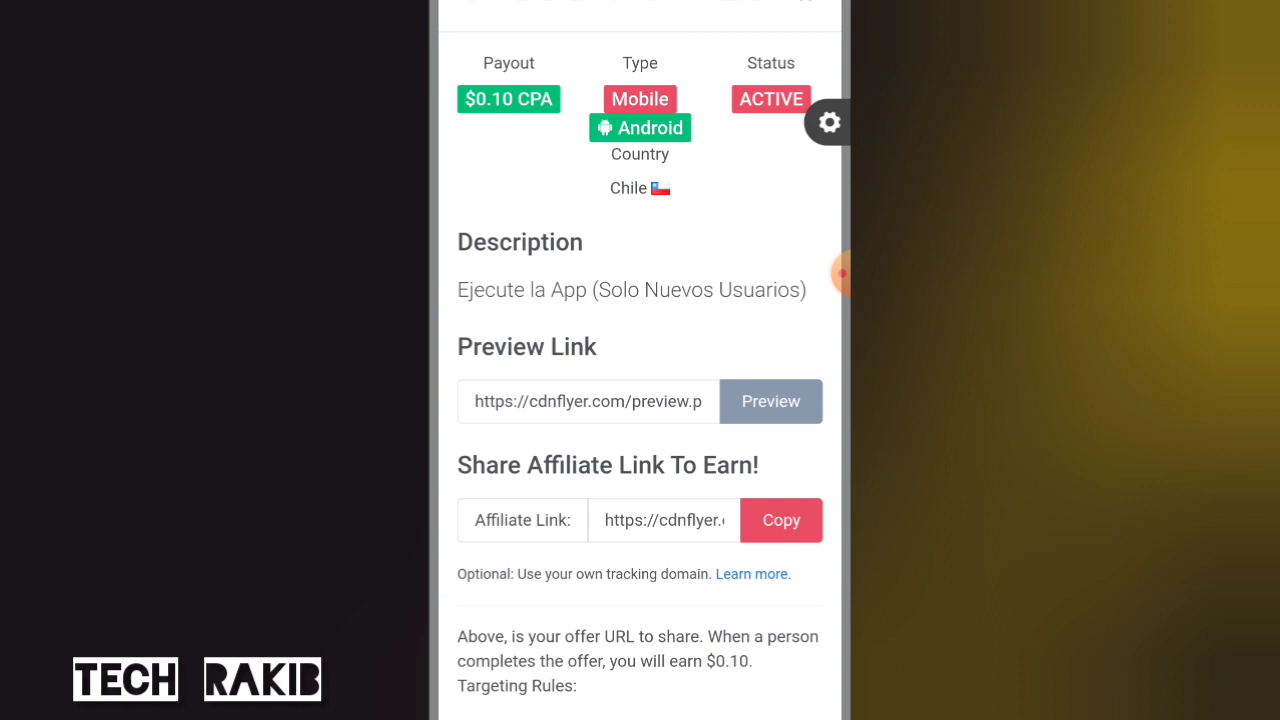 Payout Type Status
$0.10 CPA Mobile ACTIVE
Android
Country
Chile
Description
Ejecute la App (Solo Nuevos Usuarios)
Preview Link
https://cdnflyer.com/preview.p Preview
Share Affiliate Link To Earn!
Affiliate Link: https://cdnflyer. Copy
Optional: Use your own tracking domain. Learn more.
Above, is your offer URL to share. When a person
completes the offer, you will earn $0.10.
Targeting Rules:
TECH RAKIB